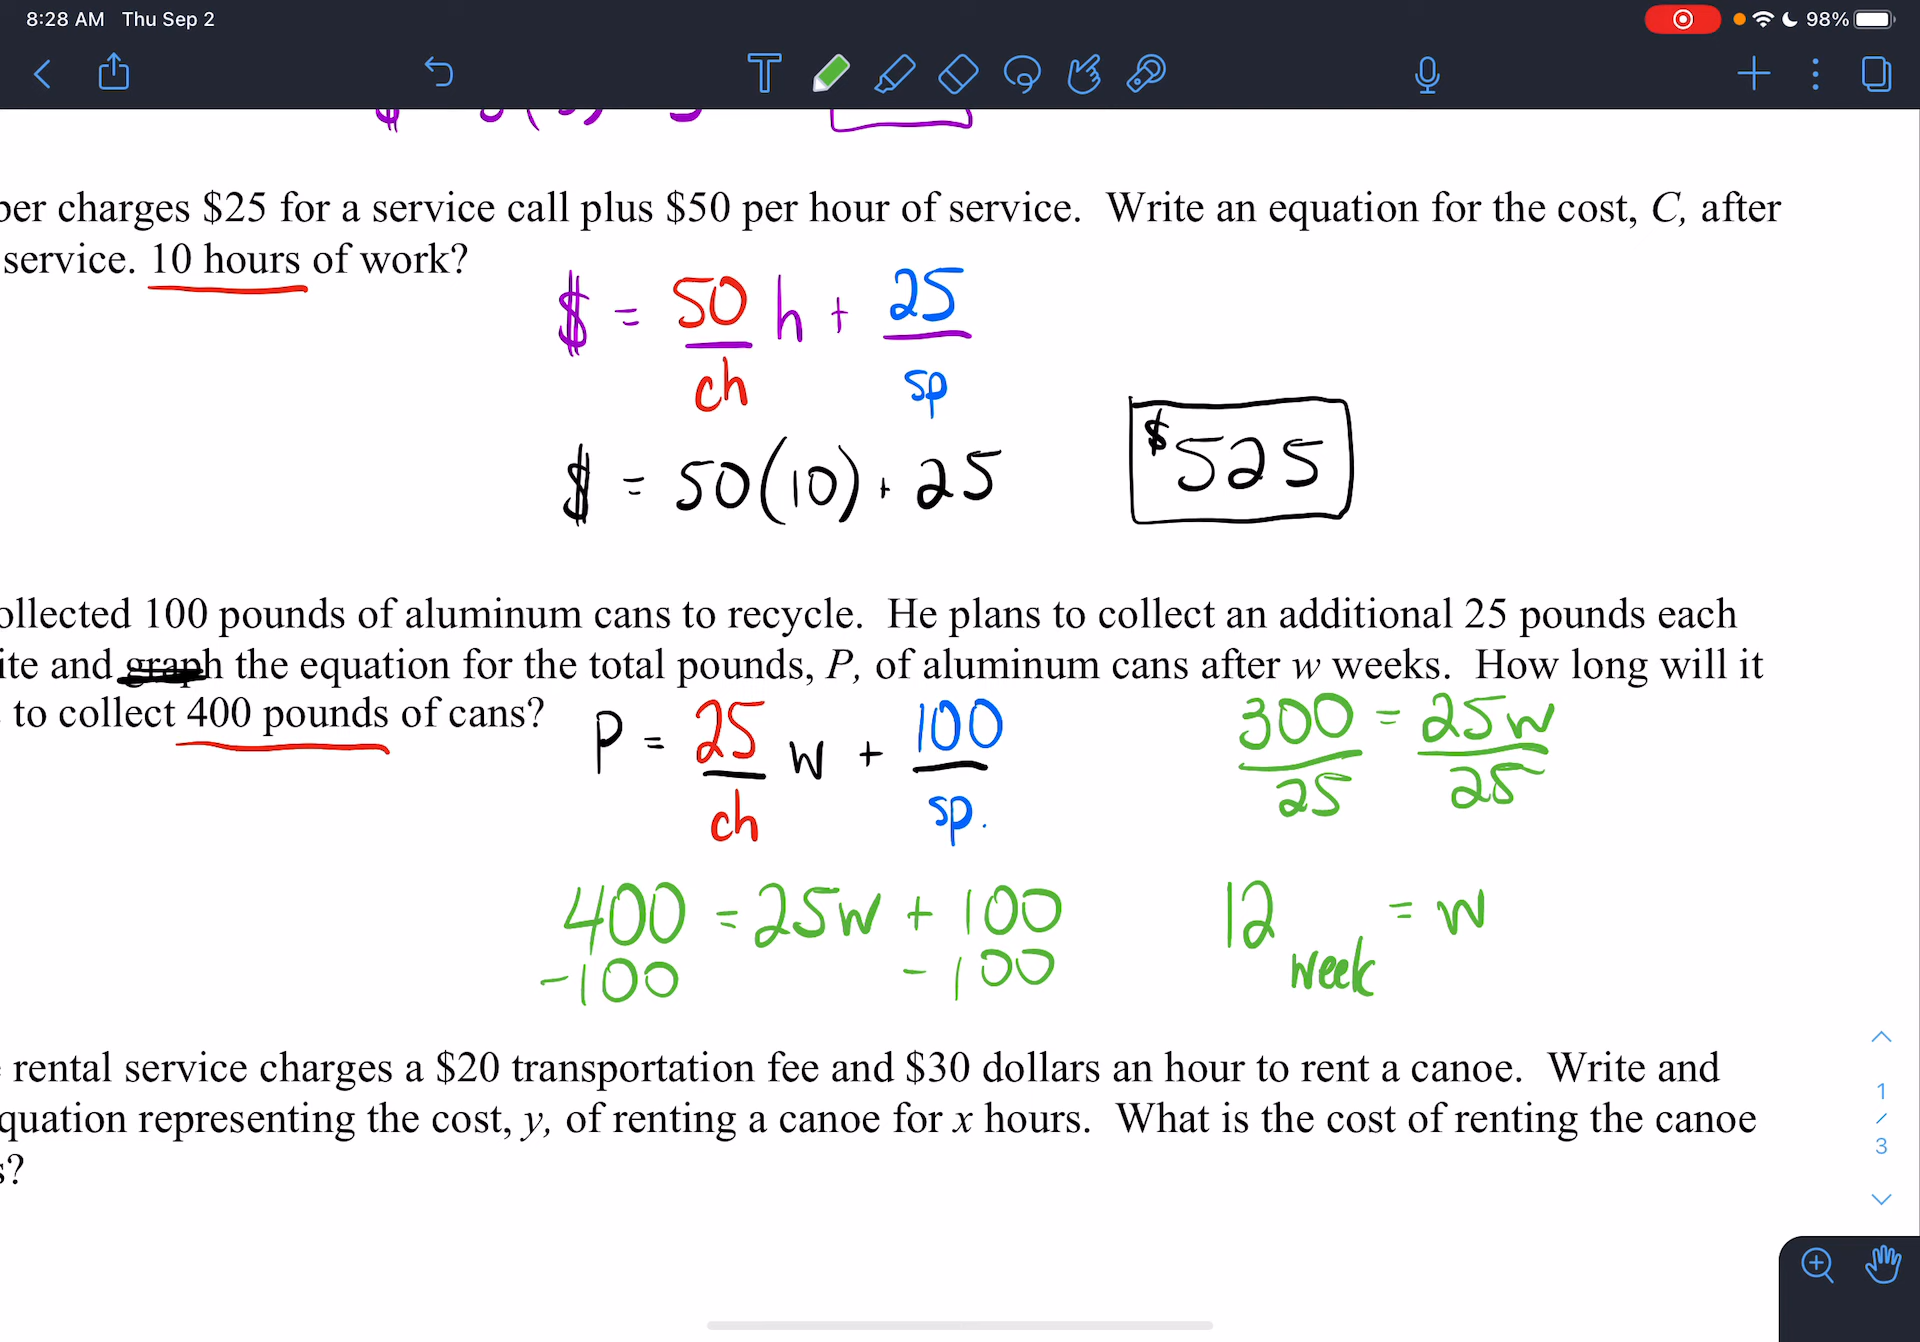 8:28 AM Thu Sep 2
98%
charges $25 for a service call plus $50 per hour of service. Write an equation for the cost, C, after
service. 10 hours of work?
$ = 50 h + 25
ch sp
$ = 50(10) + 25
$525
100 pounds of aluminum cans to recycle. He plans to collect an additional 25 pounds each
and graph the equation for the total pounds, P, of aluminum cans after w weeks. How long will it
to collect 400 pounds of cans?
P = 25 w + 100
ch sp.
300 = 25w
25 25
400 = 25w + 100
-100 - 100
12 week = w
rental service charges a $20 transportation fee and $30 dollars an hour to rent a canoe. Write and
quation representing the cost, y, of renting a canoe for x hours. What is the cost of renting the canoe
s?
1
/
3